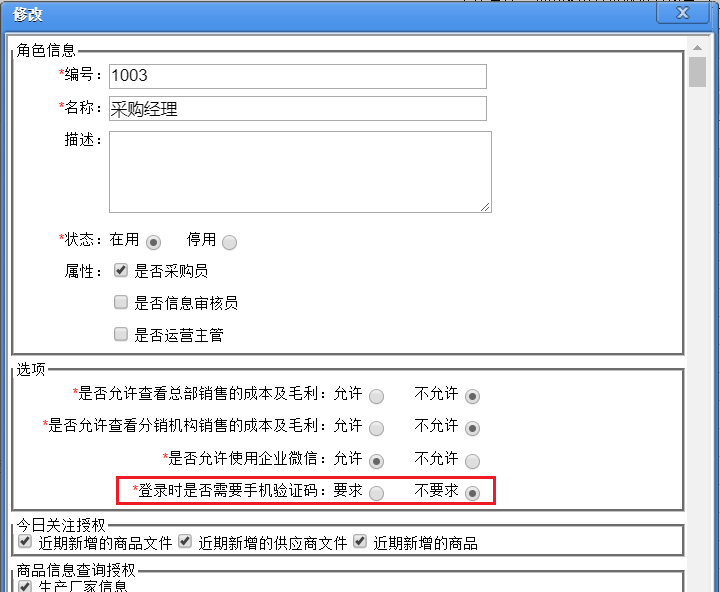 修改
角色信息
*编号：1003
*名称：采购经理
描述：
*状态：在用 停用
属性： 是否采购员
是否信息审核员
是否运营主管
选项
*是否允许查看总部销售的成本及毛利：允许 不允许
*是否允许查看分销机构销售的成本及毛利：允许 不允许
*是否允许使用企业微信：允许 不允许
*登录时是否需要手机验证码：要求 不要求
今日关注授权
近期新增的商品文件 近期新增的供应商文件 近期新增的商品
商品信息查询授权
生产厂家信息